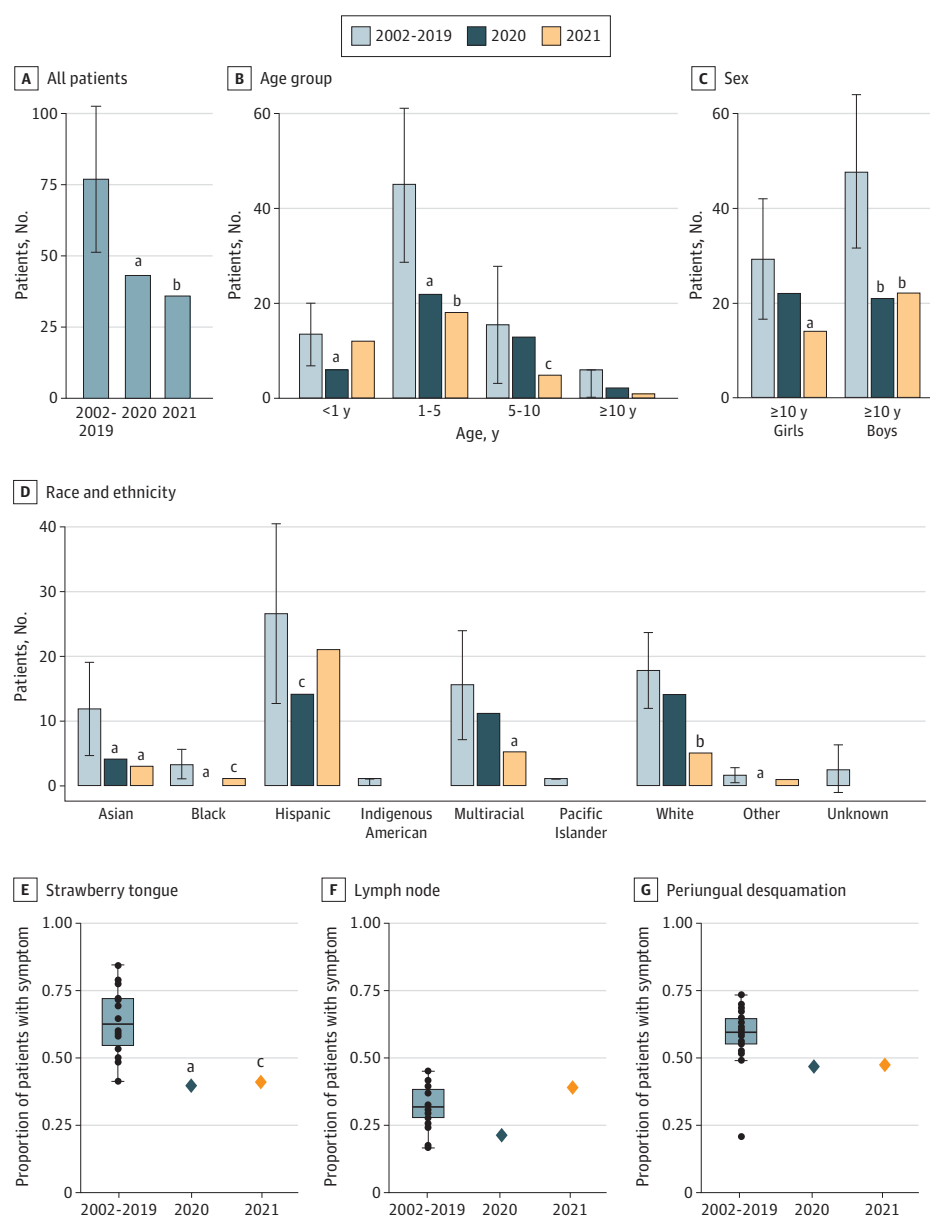 2002-2019 2020 2021
A All patients
Patients, No.
100
75
50
25
0
a
b
2002-
2019
2020
2021
B Age group
Patients, No.
60
40
20
0
a
a
b
c
<1 y
1-5
5-10
≥10 y
Age, y
C Sex
Patients, No.
60
40
20
0
a
b
b
≥10 y
Girls
≥10 y
Boys
D Race and ethnicity
Patients, No.
40
30
20
10
0
a
a
a
c
c
a
b
a
Asian
Black
Hispanic
Indigenous
American
Multiracial
Pacific
Islander
White
Other
Unknown
E Strawberry tongue
Proportion of patients with symptom
1.00
0.75
0.50
0.25
0
a
c
2002-2019
2020
2021
F Lymph node
Proportion of patients with symptom
1.00
0.75
0.50
0.25
0
2002-2019
2020
2021
G Periungual desquamation
Proportion of patients with symptom
1.00
0.75
0.50
0.25
0
2002-2019
2020
2021